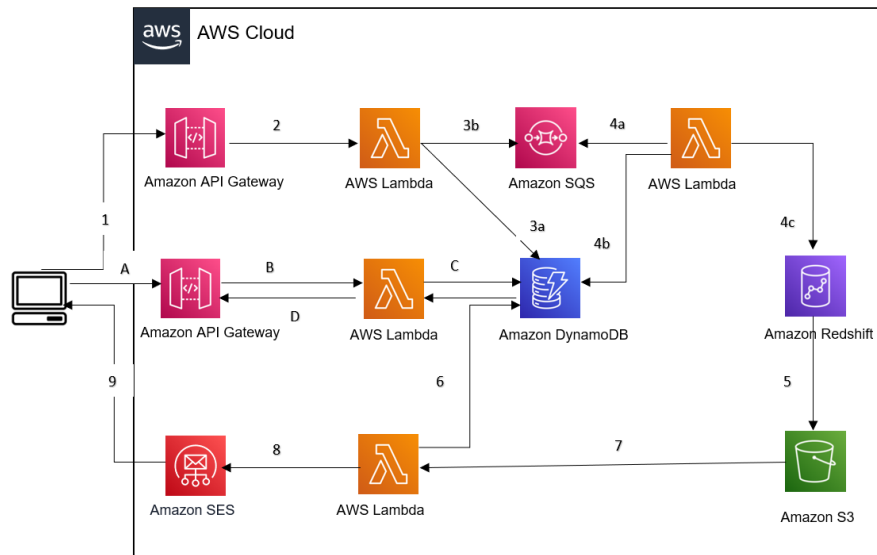 aws
AWS Cloud
2
3b
4a
Amazon API Gateway
AWS Lambda
Amazon SQS
AWS Lambda
1
3a
4b
4c
A
B
C
D
Amazon API Gateway
AWS Lambda
Amazon DynamoDB
Amazon Redshift
9
6
5
8
7
Amazon SES
AWS Lambda
Amazon S3